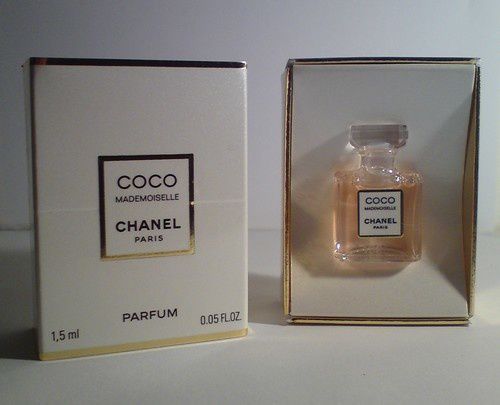 COCO
MADEMOISELLE
CHANEL
PARIS
PARFUM
1,5 ml
0.05 FL.OZ.
COCO
MADEMOISELLE
CHANEL
PARIS